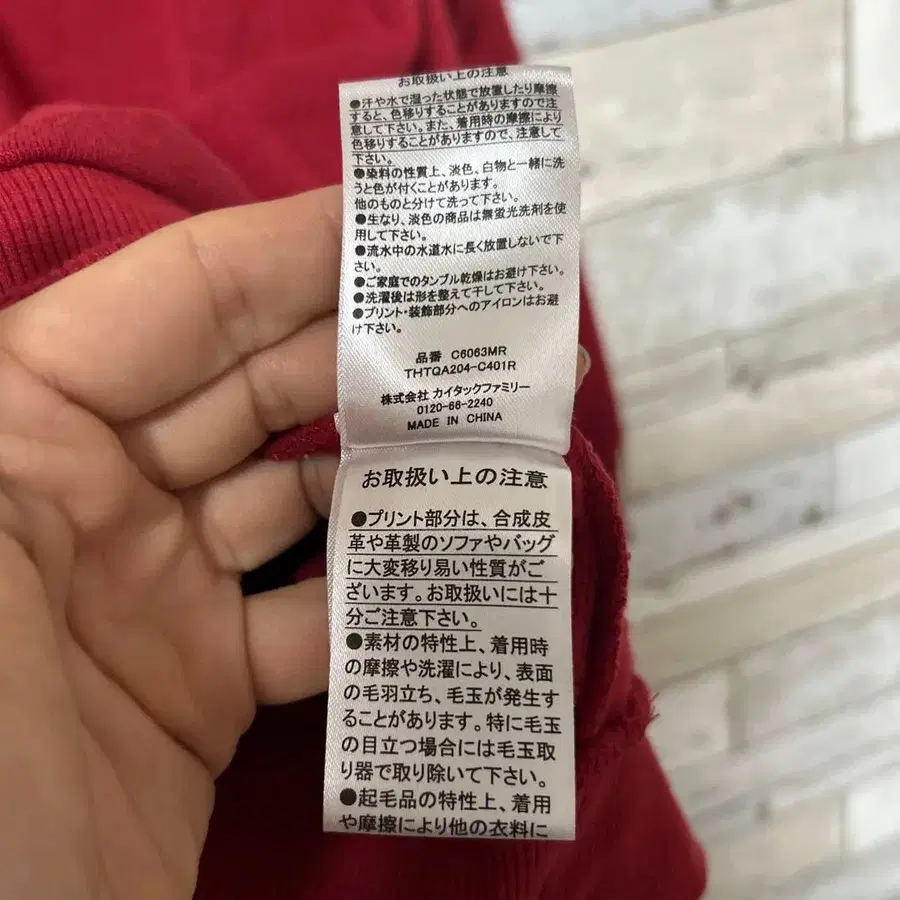 お取扱い上の注意
●汗や水で湿った状態で放置したり摩擦
すると、色移りすることがありますのでご注
意して下さい。また、着用時の摩擦により
色移りすることがありますので、注意して
下さい。
●染料の性質上、淡色、白物と一緒に洗
うと色が付くことがあります。
他のものと分けて洗って下さい。
●生なり、淡色の商品は無蛍光洗剤を使
用して下さい。
●流水中の水道水に長く放置しないで下
さい。
●ご家庭でのタンブル乾燥はお避け下さい。
●洗濯後は形を整えて干して下さい。
●プリント・装飾部分へのアイロンはお避
け下さい。
品番 C6063MR
THTQA204-C401R
株式会社 カイタックファミリー
0120-66-2240
MADE IN CHINA
お取扱い上の注意
●プリント部分は、合成皮
革や革製のソファやバッグ
に大変移り易い性質がご
ざいます。お取扱いには十
分ご注意下さい。
●素材の特性上、着用時
の摩擦や洗濯により、表面
の毛羽立ち、毛玉が発生す
ることがあります。特に毛玉
の目立つ場合には毛玉取
り器で取り除いて下さい。
●起毛品の特性上、着用
や摩擦により他の衣料に